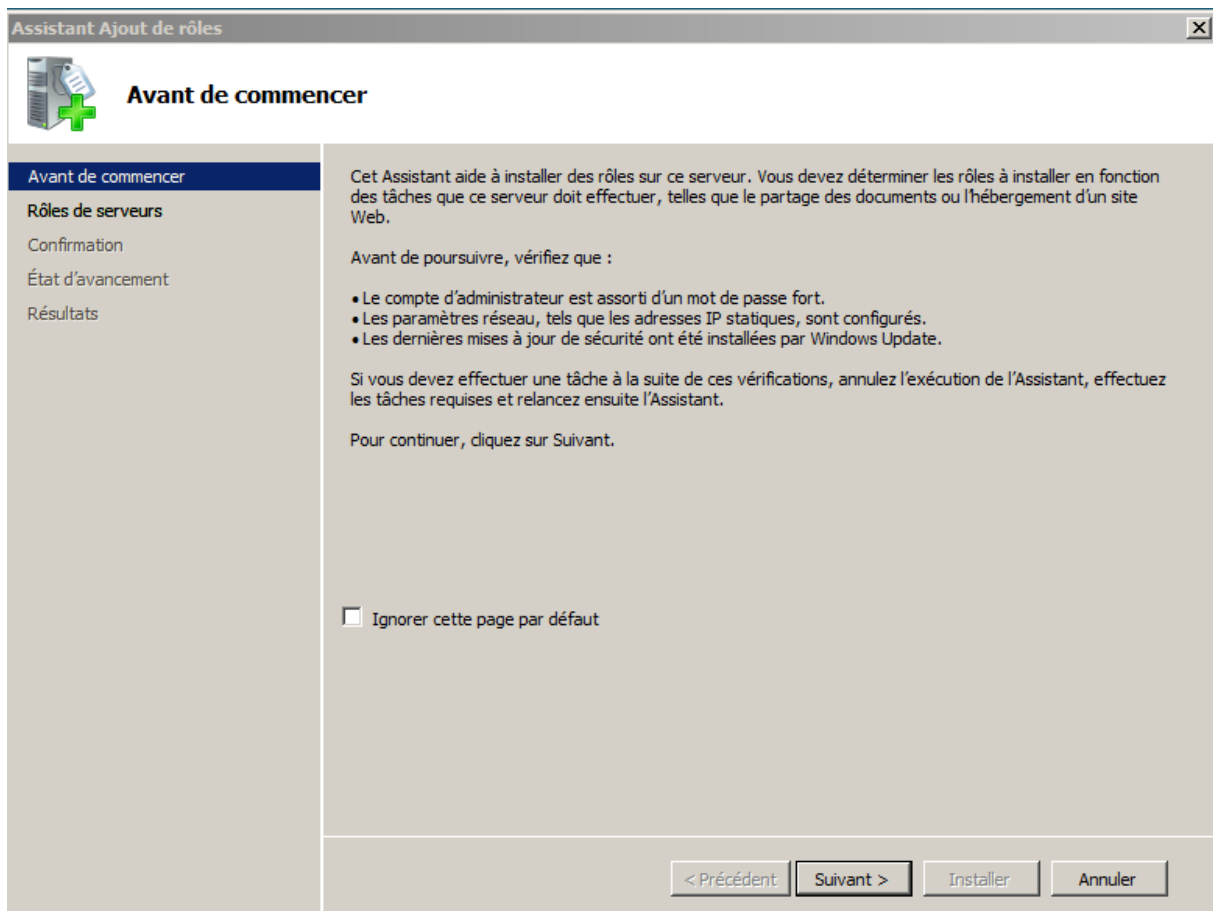 Assistant Ajout de rôles
Avant de commencer
Avant de commencer
Rôles de serveurs
Confirmation
État d'avancement
Résultats
Cet Assistant aide à installer des rôles sur ce serveur. Vous devez déterminer les rôles à installer en fonction
des tâches que ce serveur doit effectuer, telles que le partage des documents ou l'hébergement d'un site
Web.
Avant de poursuivre, vérifiez que :
• Le compte d'administrateur est assorti d'un mot de passe fort.
• Les paramètres réseau, tels que les adresses IP statiques, sont configurés.
• Les dernières mises à jour de sécurité ont été installées par Windows Update.
Si vous devez effectuer une tâche à la suite de ces vérifications, annulez l'exécution de l'Assistant, effectuez
les tâches requises et relancez ensuite l'Assistant.
Pour continuer, cliquez sur Suivant.
Ignorer cette page par défaut
< Précédent
Suivant >
Installer
Annuler